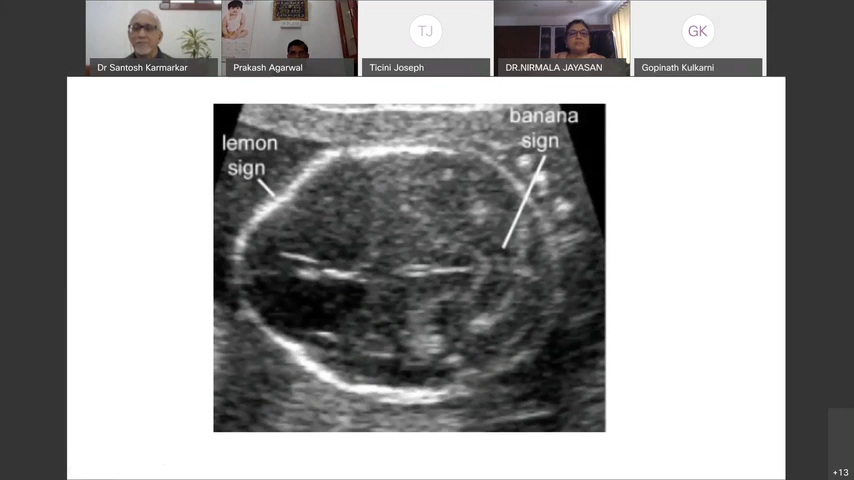 TJ
GK
Dr Santosh Karmarkar
Prakash Agarwal
Ticini Joseph
DR.NIRMALA JAYASAN
Gopinath Kulkarni
lemon
sign
banana
sign
+13